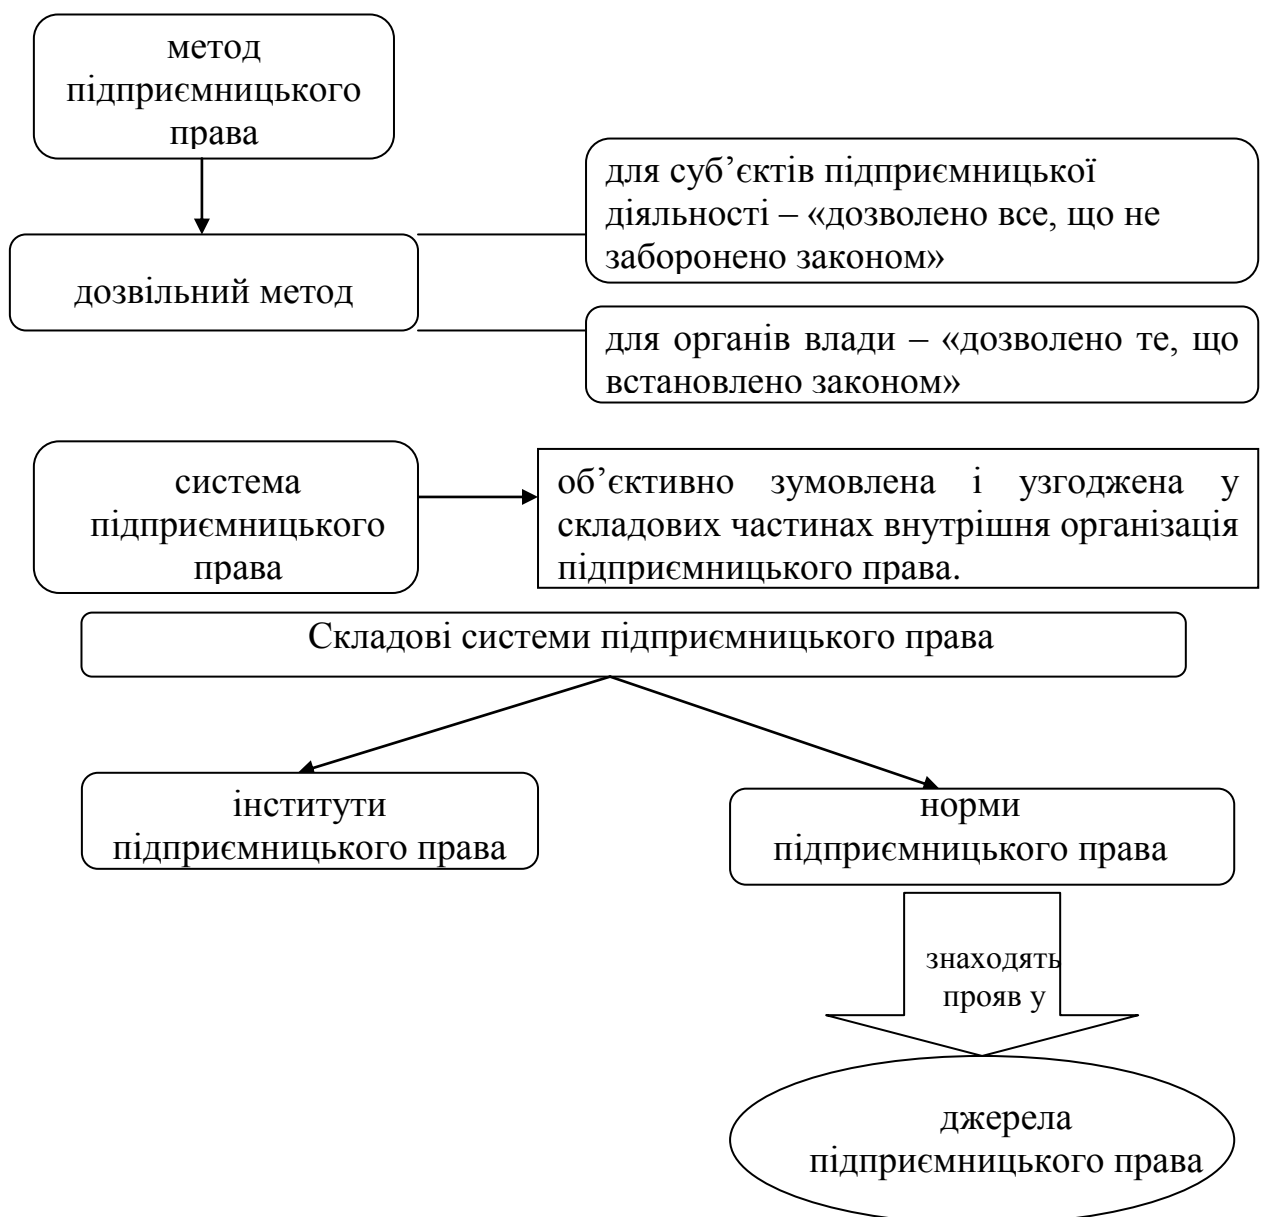 метод
підприємницького
права
для суб’єктів підприємницької
діяльності – «дозволено все, що не
заборонено законом»
дозвільний метод
для органів влади – «дозволено те, що
встановлено законом»
система
підприємницького
права
об’єктивно зумовлена і узгоджена у
складових частинах внутрішня організація
підприємницького права.
Складові системи підприємницького права
інститути
підприємницького права
норми
підприємницького права
знаходять
прояв у
джерела
підприємницького права